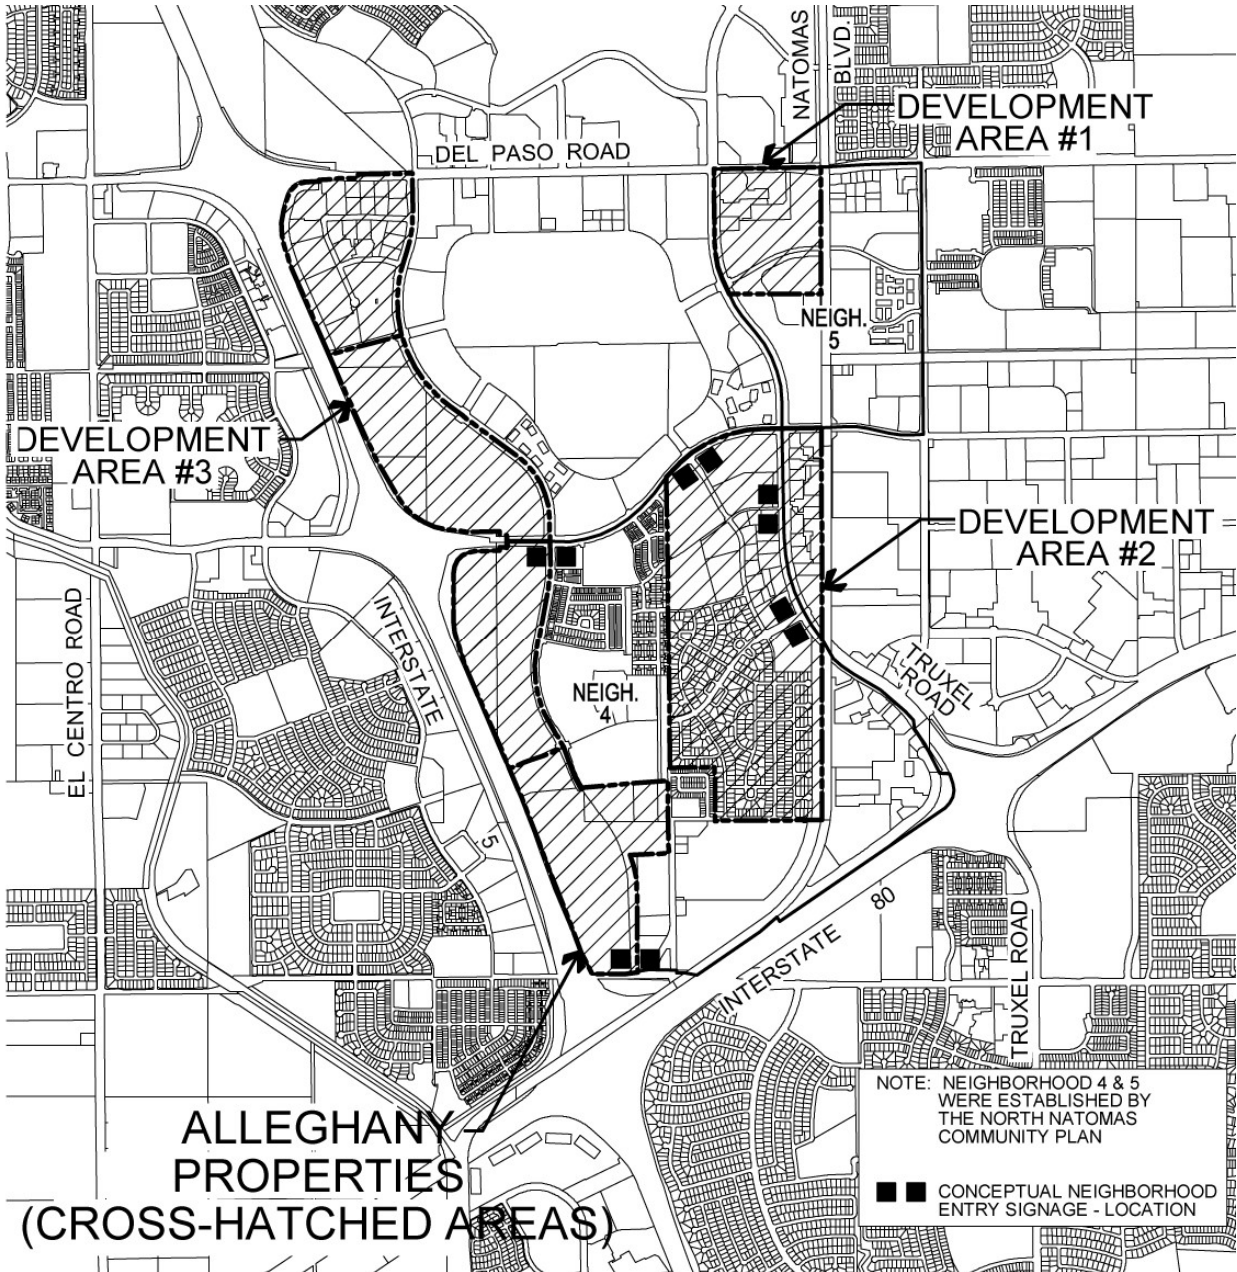 NATOMAS
BLVD.
DEVELOPMENT
AREA #1
DEL PASO ROAD
NEIGH.
5
DEVELOPMENT
AREA #3
DEVELOPMENT
AREA #2
EL CENTRO ROAD
INTERSTATE
5
NEIGH.
4
TRUXEL
ROAD
INTERSTATE
80
TRUXEL ROAD
ALLEGHANY
PROPERTIES
(CROSS-HATCHED AREAS)
NOTE: NEIGHBORHOOD 4 & 5
WERE ESTABLISHED BY
THE NORTH NATOMAS
COMMUNITY PLAN
CONCEPTUAL NEIGHBORHOOD
ENTRY SIGNAGE - LOCATION